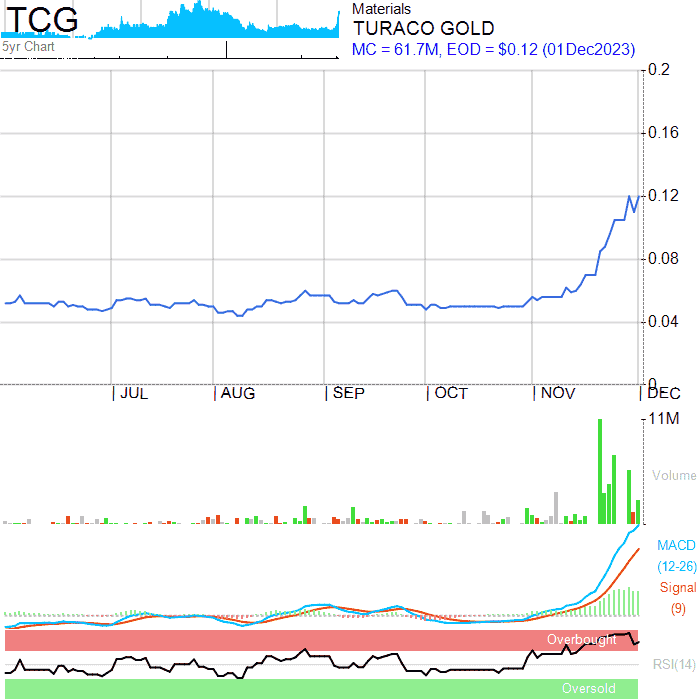 TCG
5yr Chart
Materials
TURACO GOLD
MC = 61.7M, EOD = $0.12 (01Dec2023)
0.2
0.16
0.12
0.08
0.04
0
JUL AUG SEP OCT NOV DEC
11M
Volume
MACD
(12-26)
Signal
(9)
Overbought
RSI(14)
Oversold